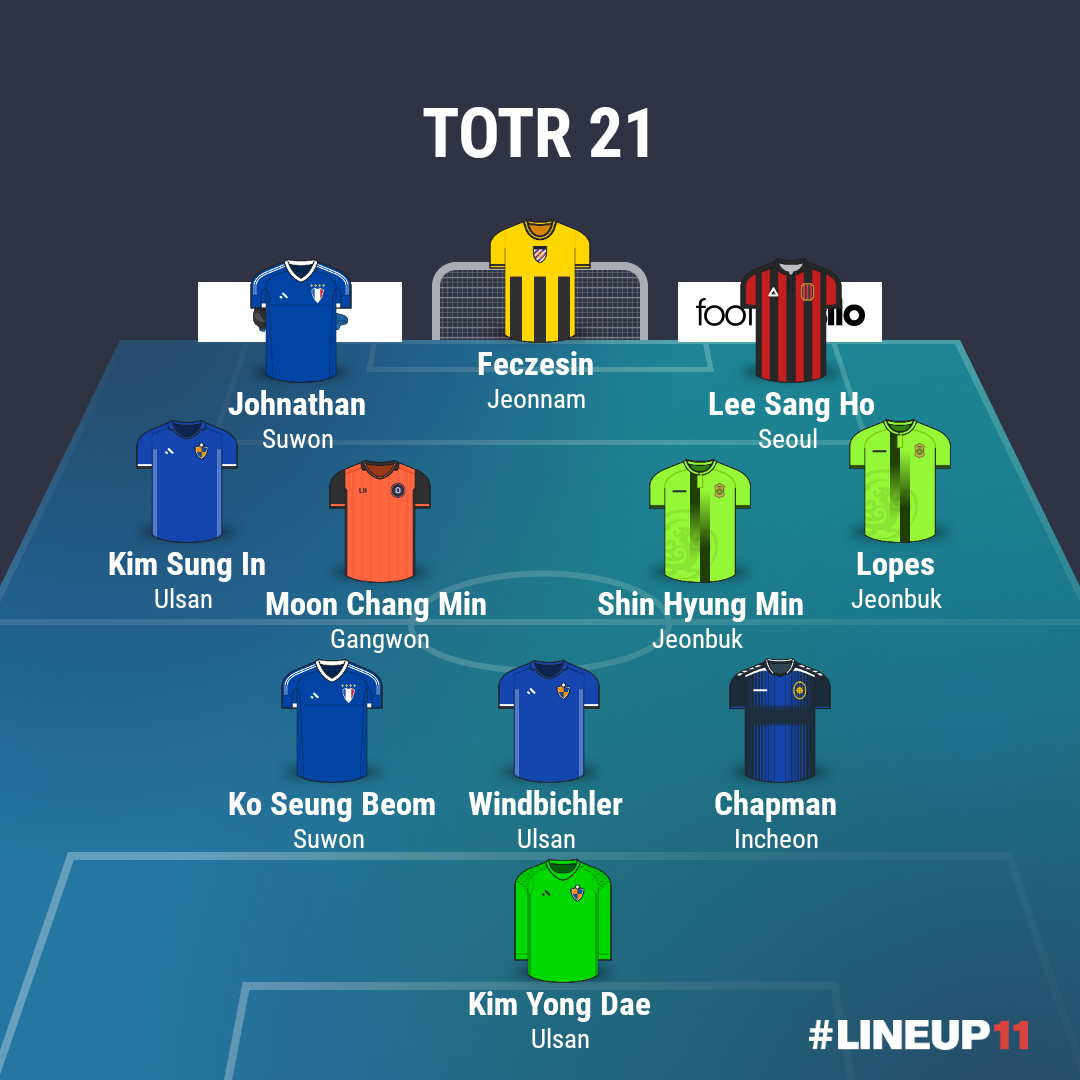 TOTR 21
Feczesin
Jeonnam
Johnathan
Suwon
Lee Sang Ho
Seoul
Kim Sung In
Ulsan
Moon Chang Min
Gangwon
Shin Hyung Min
Jeonbuk
Lopes
Jeonbuk
Ko Seung Beom
Suwon
Windbichler
Ulsan
Chapman
Incheon
Kim Yong Dae
Ulsan
#LINEUP11